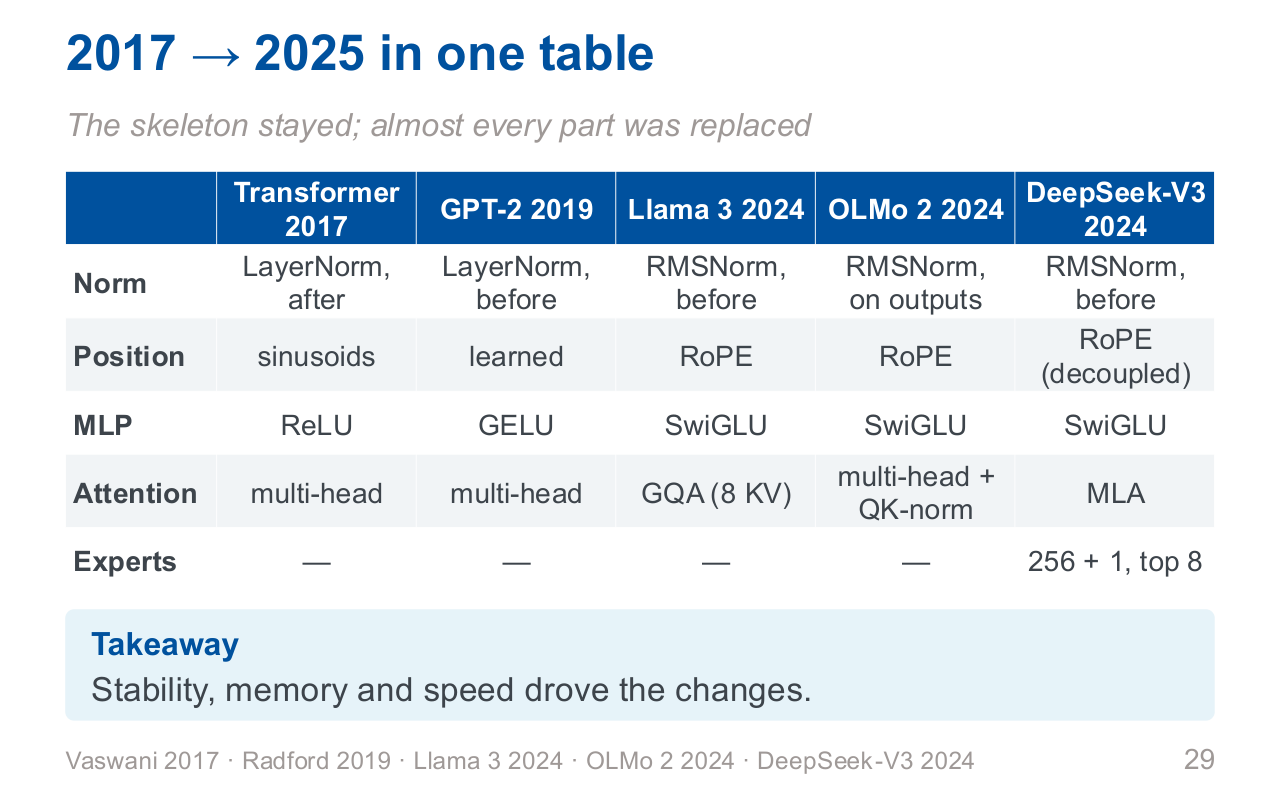 2017 → 2025 in one table
The skeleton stayed; almost every part was replaced
Transformer 2017 GPT-2 2019 Llama 3 2024 OLMo 2 2024 DeepSeek-V3 2024
Norm LayerNorm, after LayerNorm, before RMSNorm, before RMSNorm, on outputs RMSNorm, before
Position sinusoids learned RoPE RoPE RoPE (decoupled)
MLP ReLU GELU SwiGLU SwiGLU SwiGLU
Attention multi-head multi-head GQA (8 KV) multi-head + QK-norm MLA
Experts — — — — 256 + 1, top 8
Takeaway
Stability, memory and speed drove the changes.
Vaswani 2017 · Radford 2019 · Llama 3 2024 · OLMo 2 2024 · DeepSeek-V3 2024 29